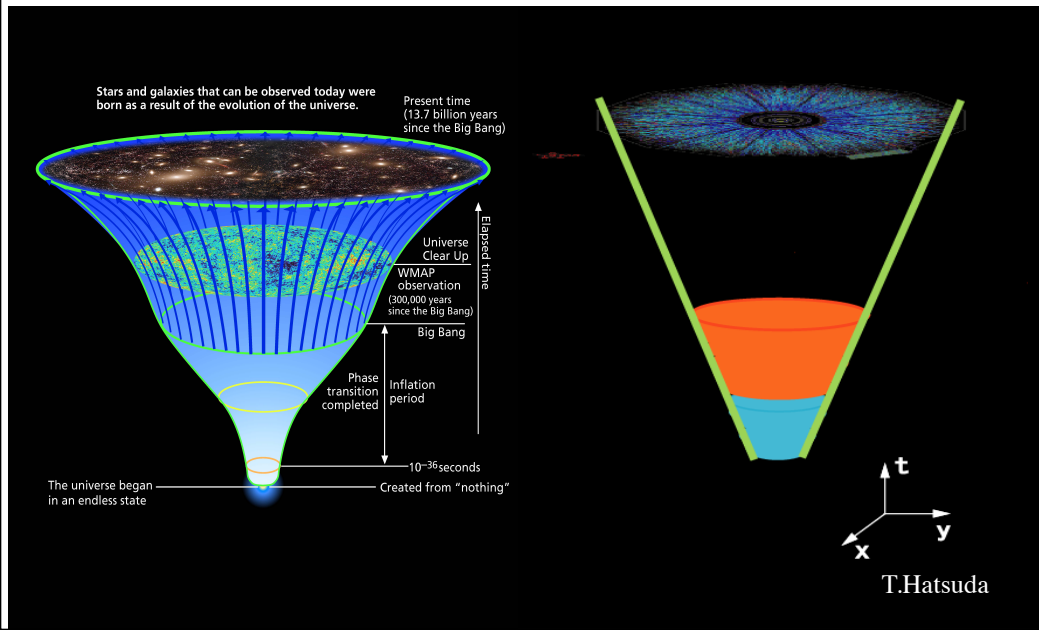 Stars and galaxies that can be observed today were
born as a result of the evolution of the universe.
Present time
(13.7 billion years
since the Big Bang)
Elapsed time
Universe
Clear Up
WMAP
observation
(300,000 years
since the Big Bang)
Big Bang
Phase
transition
completed
Inflation
period
10–36seconds
The universe began
in an endless state
Created from “nothing”
t
y
x
T.Hatsuda